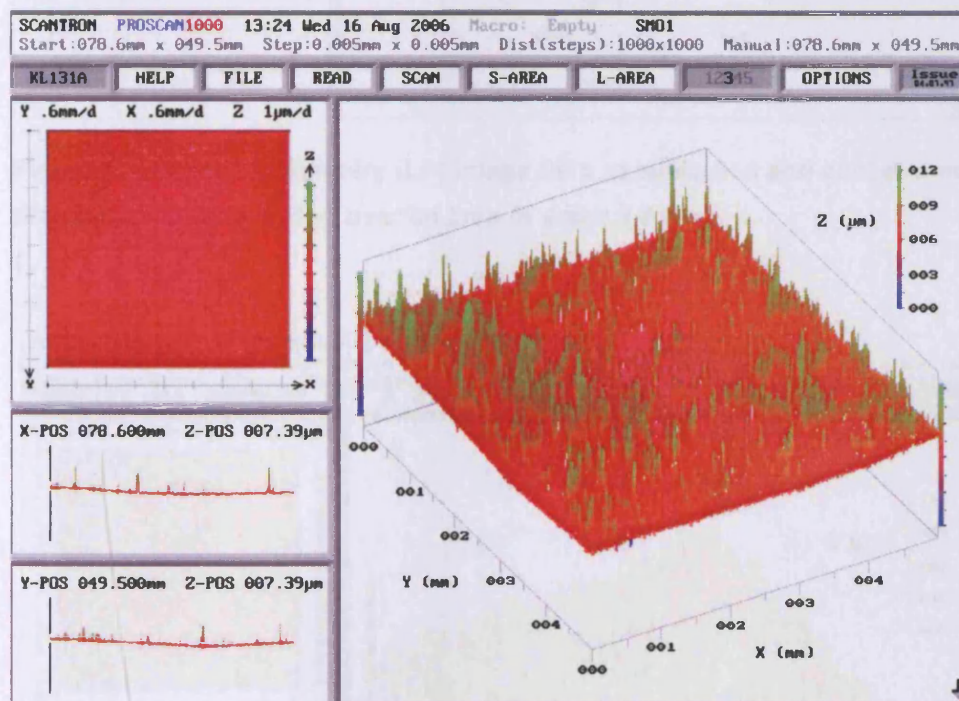 SCANTRON PROSCAN1000 13:24 Wed 16 Aug 2006 Macro: Empty SM01
Start:078.6mm x 049.5mm Step:0.005mm x 0.005mm Dist(steps):1000x1000 Manual:078.6mm x 049.5mm
KL131A HELP FILE READ SCAN S-AREA L-AREA 12345 OPTIONS Issue
Y .6mm/d X .6mm/d Z 1µm/d
Z
Y
X
X-POS 078.600mm Z-POS 007.39µm
Y-POS 049.500mm Z-POS 007.39µm
Z (µm)
012
009
006
003
000
000
001
002
003
004
Y (mm)
000
001
002
003
004
X (mm)